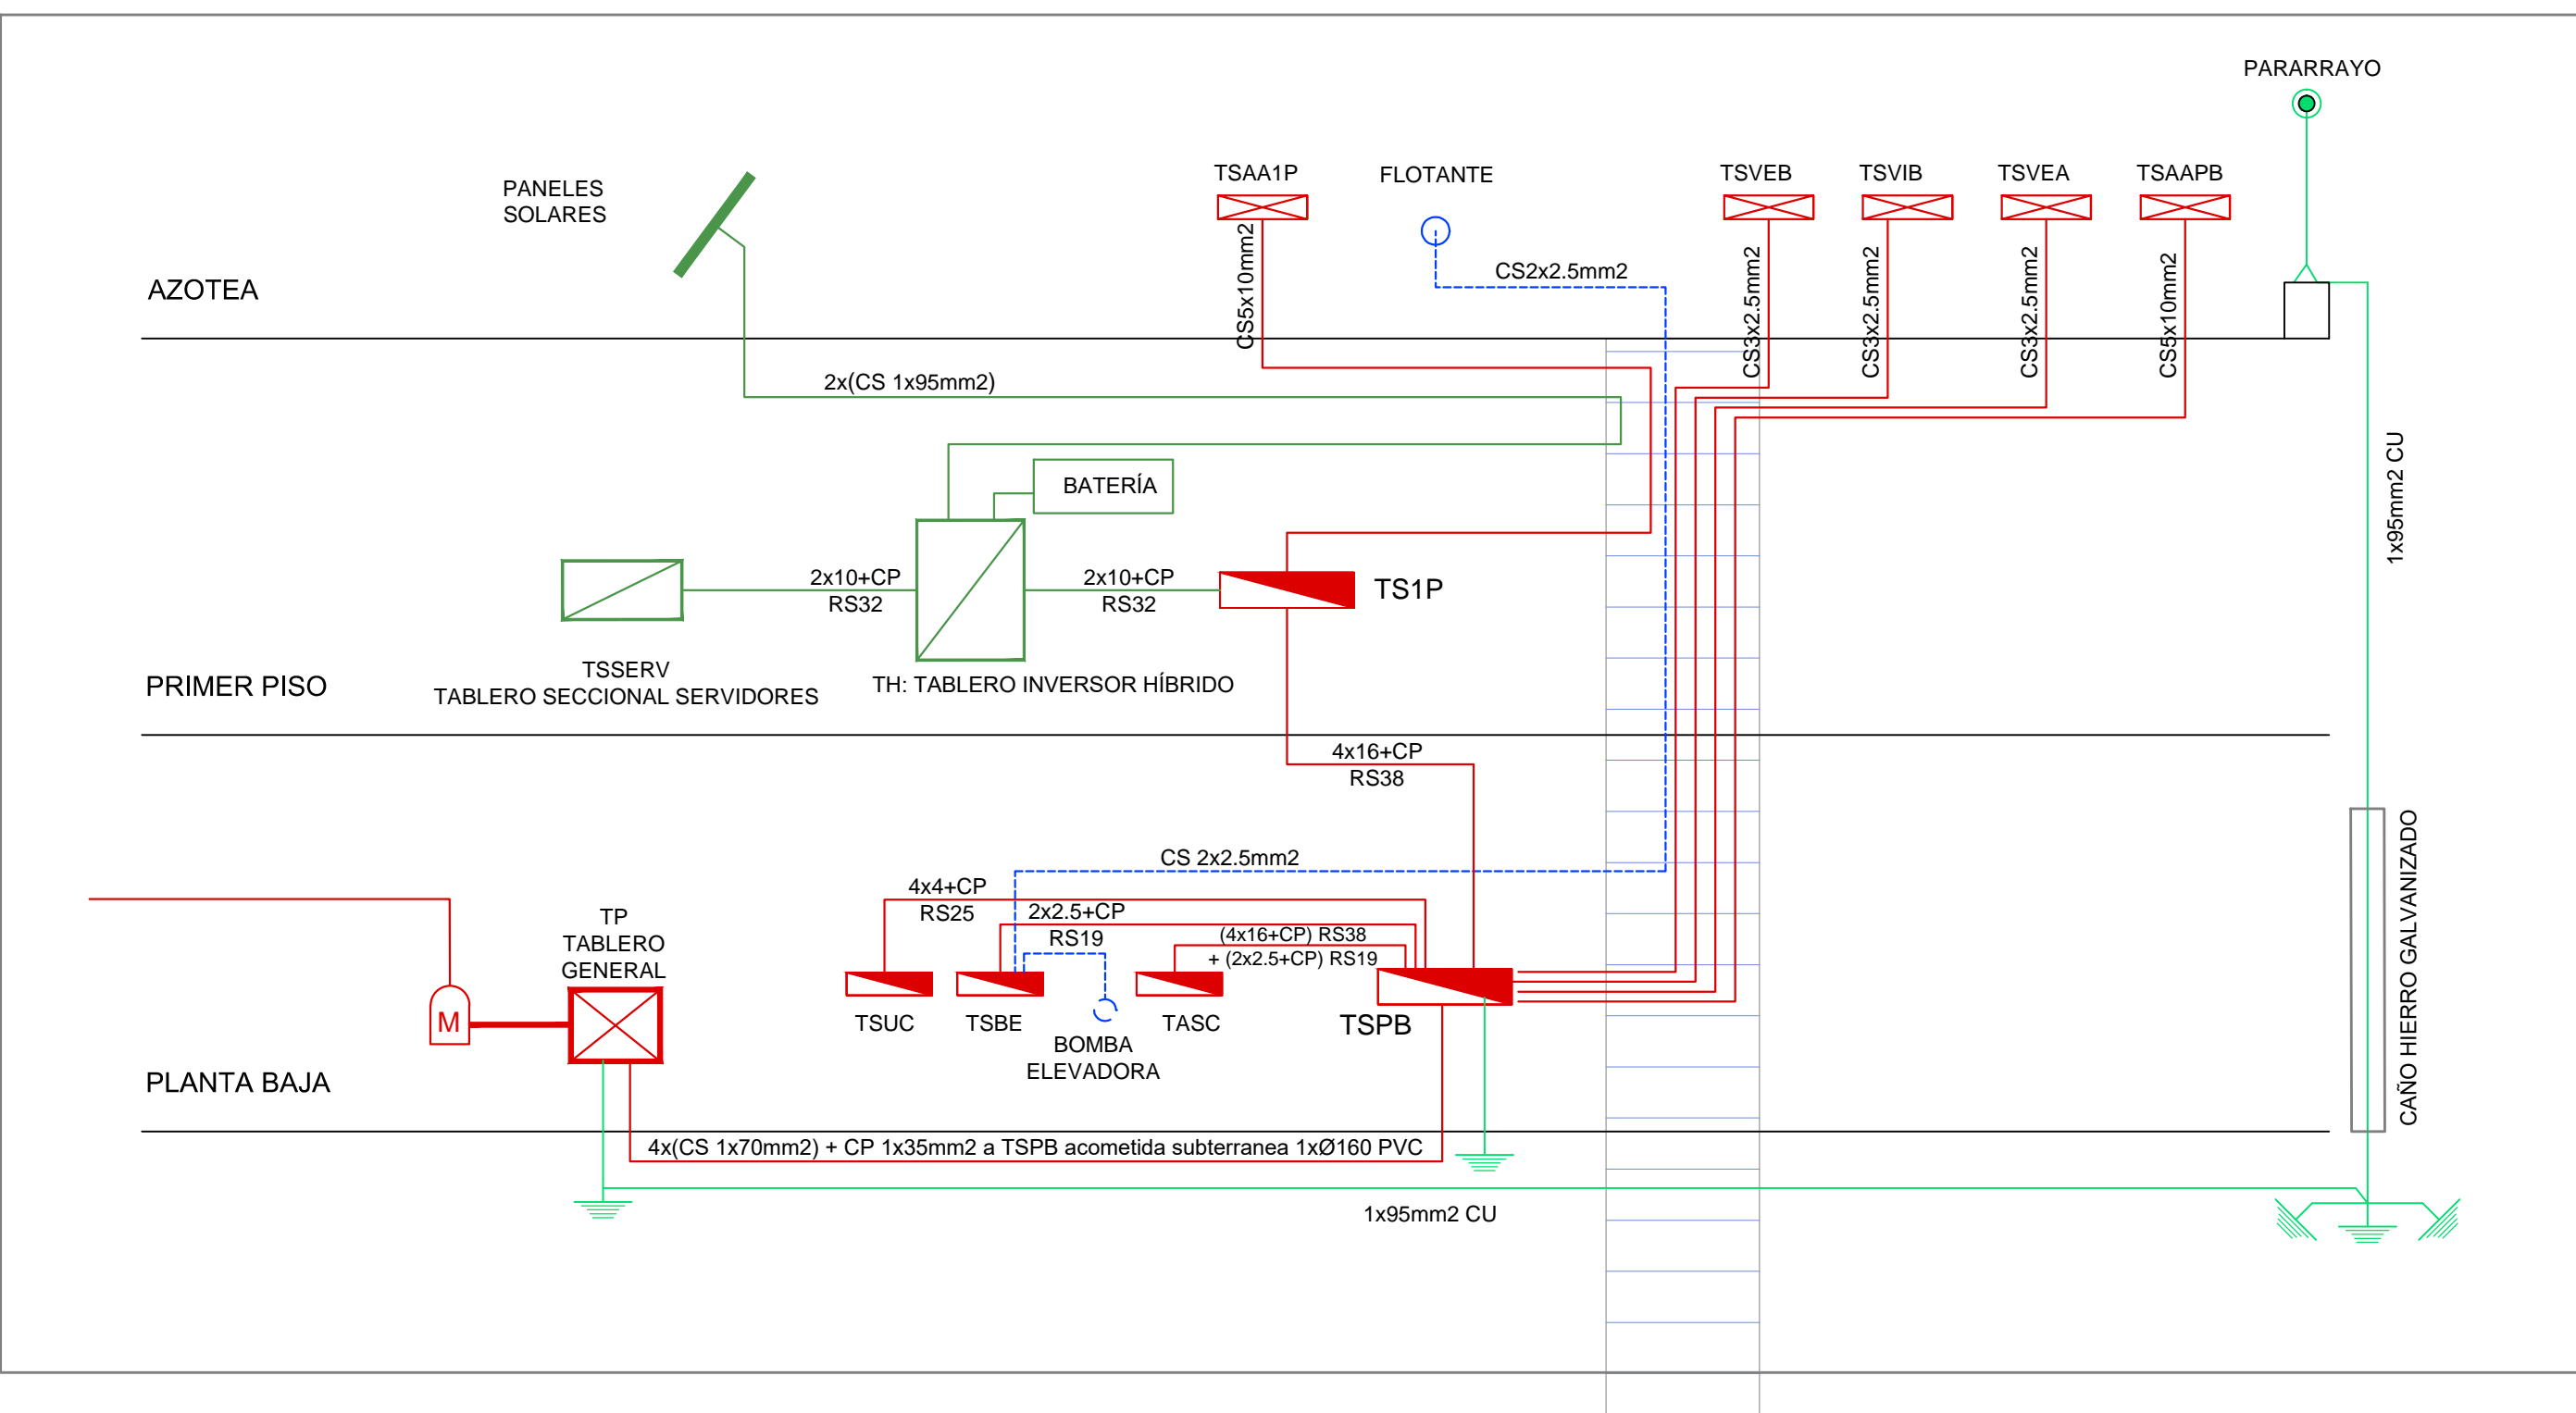 PARARRAYO
PANELES
SOLARES
TSAA1P
FLOTANTE
TSVEB
TSVIB
TSVEA
TSAAPB
CS5x10mm2
CS2x2.5mm2
CS3x2.5mm2
CS3x2.5mm2
CS3x2.5mm2
CS5x10mm2
AZOTEA
2x(CS 1x95mm2)
BATERÍA
1x95mm2 CU
2x10+CP
RS32
2x10+CP
RS32
TS1P
TSSERV
TABLERO SECCIONAL SERVIDORES
TH: TABLERO INVERSOR HÍBRIDO
PRIMER PISO
4x16+CP
RS38
CS 2x2.5mm2
4x4+CP
RS25
2x2.5+CP
RS19
(4x16+CP) RS38
+ (2x2.5+CP) RS19
TP
TABLERO
GENERAL
M
TSUC
TSBE
BOMBA
ELEVADORA
TASC
TSPB
CAÑO HIERRO GALVANIZADO
PLANTA BAJA
4x(CS 1x70mm2) + CP 1x35mm2 a TSPB acometida subterranea 1xØ160 PVC
1x95mm2 CU